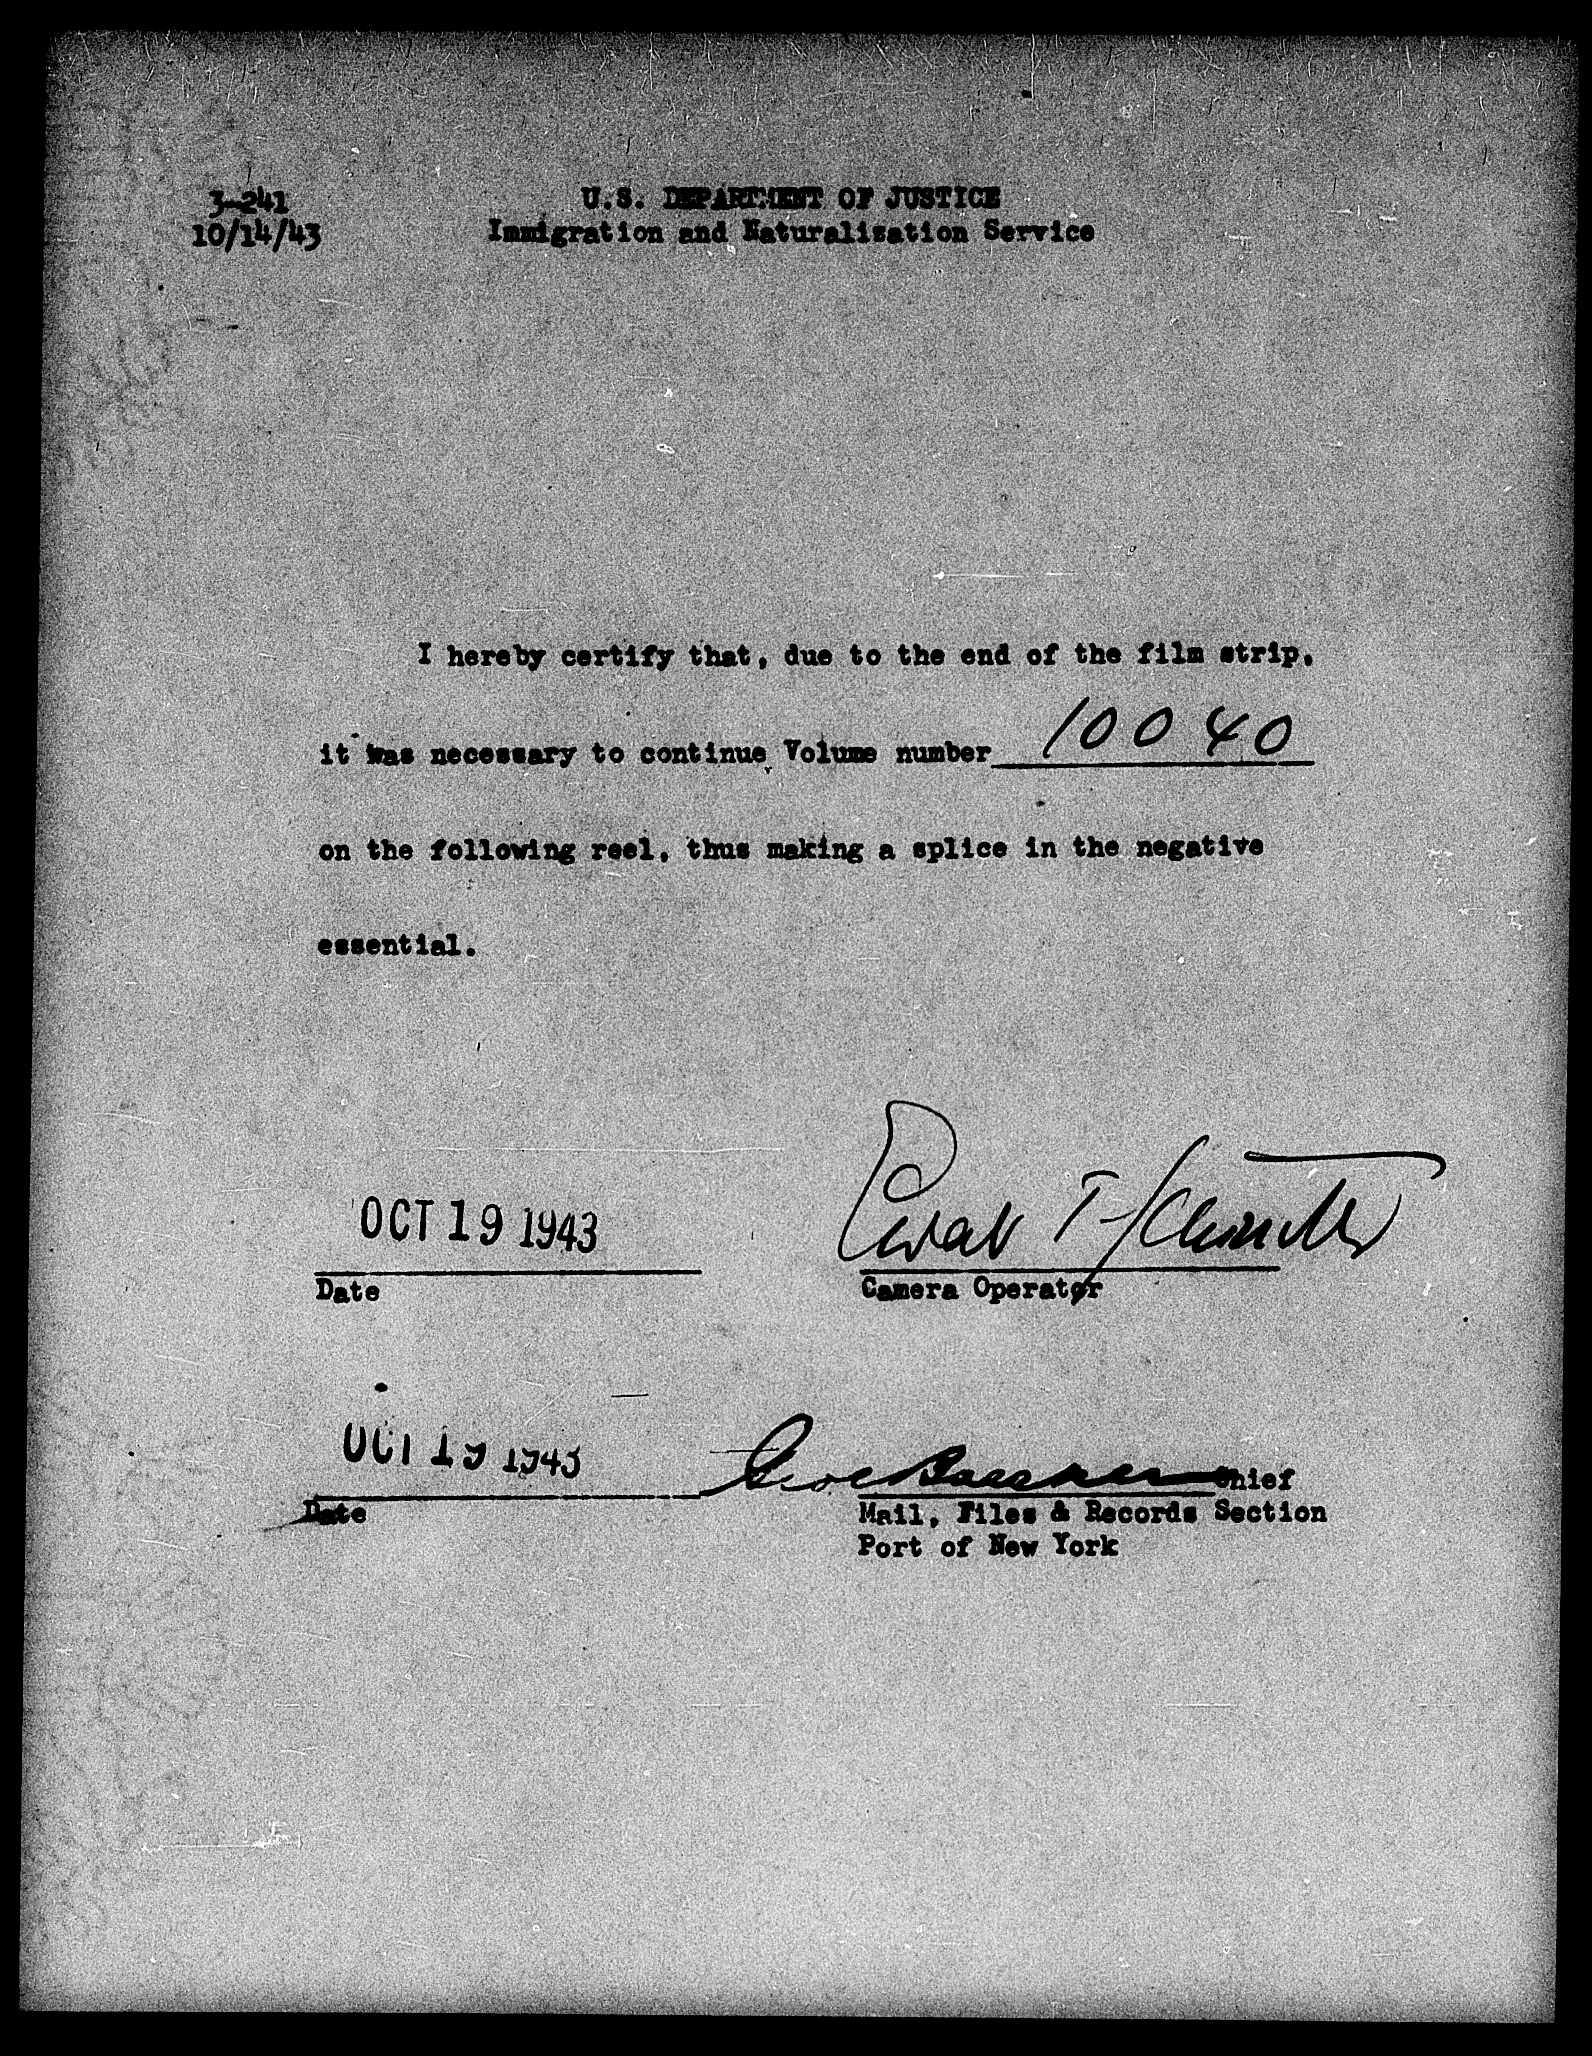 3-241
10/14/43
U.S. DEPARTMENT OF JUSTICE
Immigration and Naturalization Service
I hereby certify that, due to the end of the film strip,
it was necessary to continue Volume number 10040
on the following reel, thus making a splice in the negative
essential.
OCT 19 1943
Date
Camera Operator
OCT 19 1943
Date
Chief
Mail, Files & Records Section
Port of New York